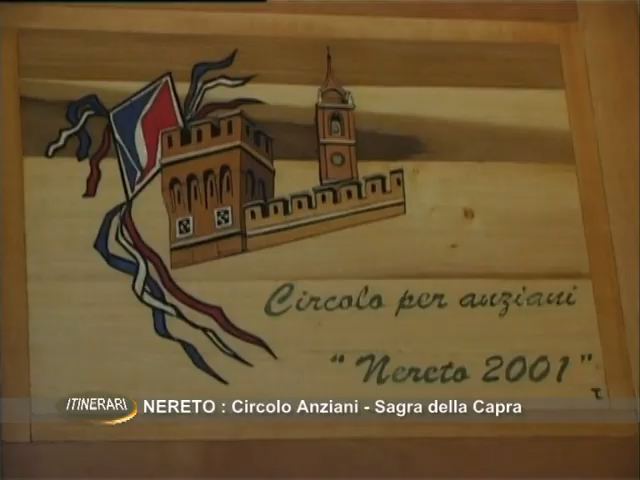 Circolo per anziani
"Nereto 2001"
τ
ITINERARI
NERETO : Circolo Anziani - Sagra della Capra